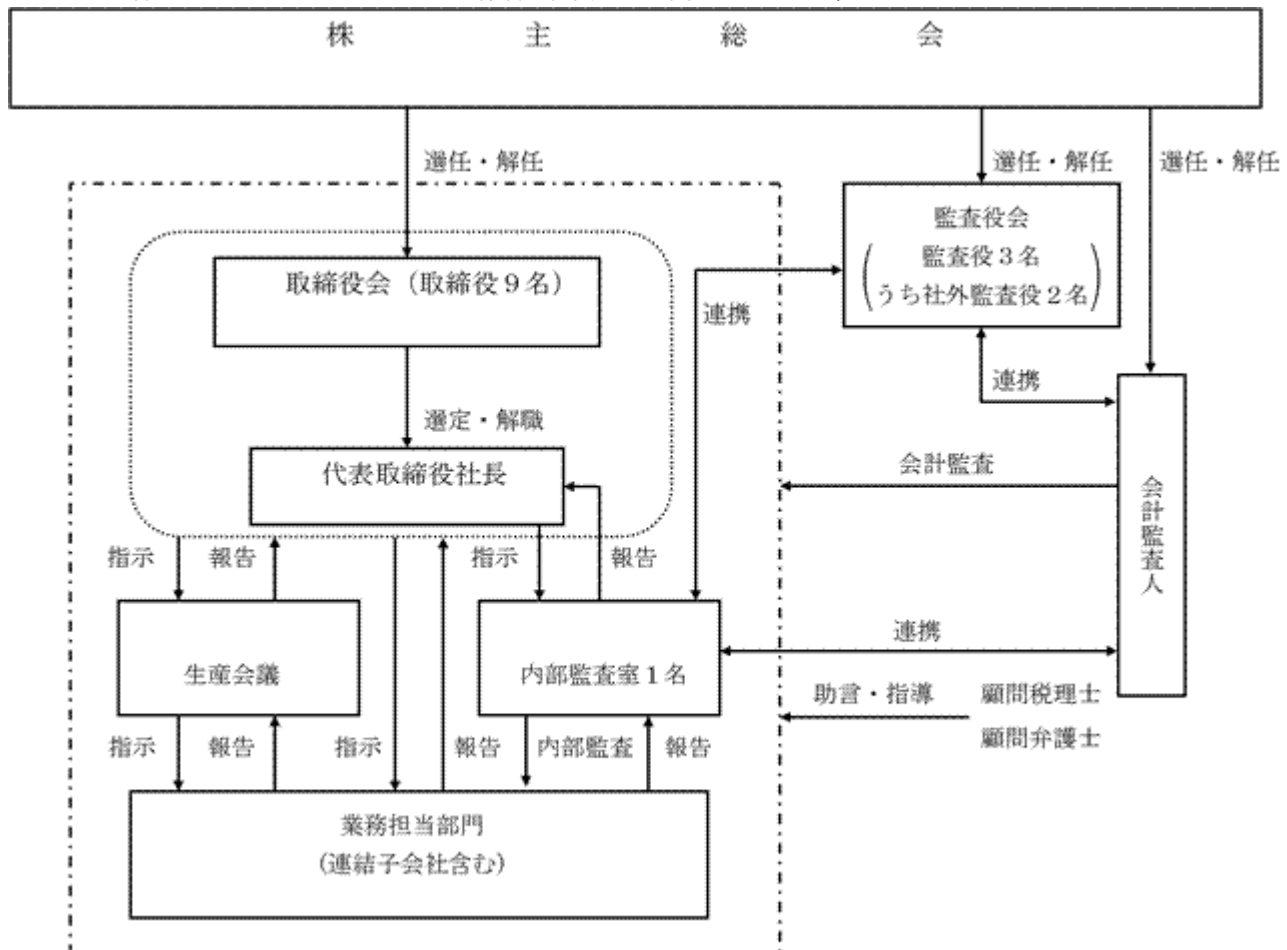 株主総会
選任・解任
選任・解任
選任・解任
監査役会
監査役3名
うち社外監査役2名
取締役会（取締役9名）
連携
連携
選定・解職
代表取締役社長
会計監査
会計監査人
指示
報告
指示
報告
生産会議
内部監査室1名
連携
助言・指導
顧問税理士
顧問弁護士
指示
報告
指示
報告
内部監査
報告
業務担当部門
(連結子会社含む)